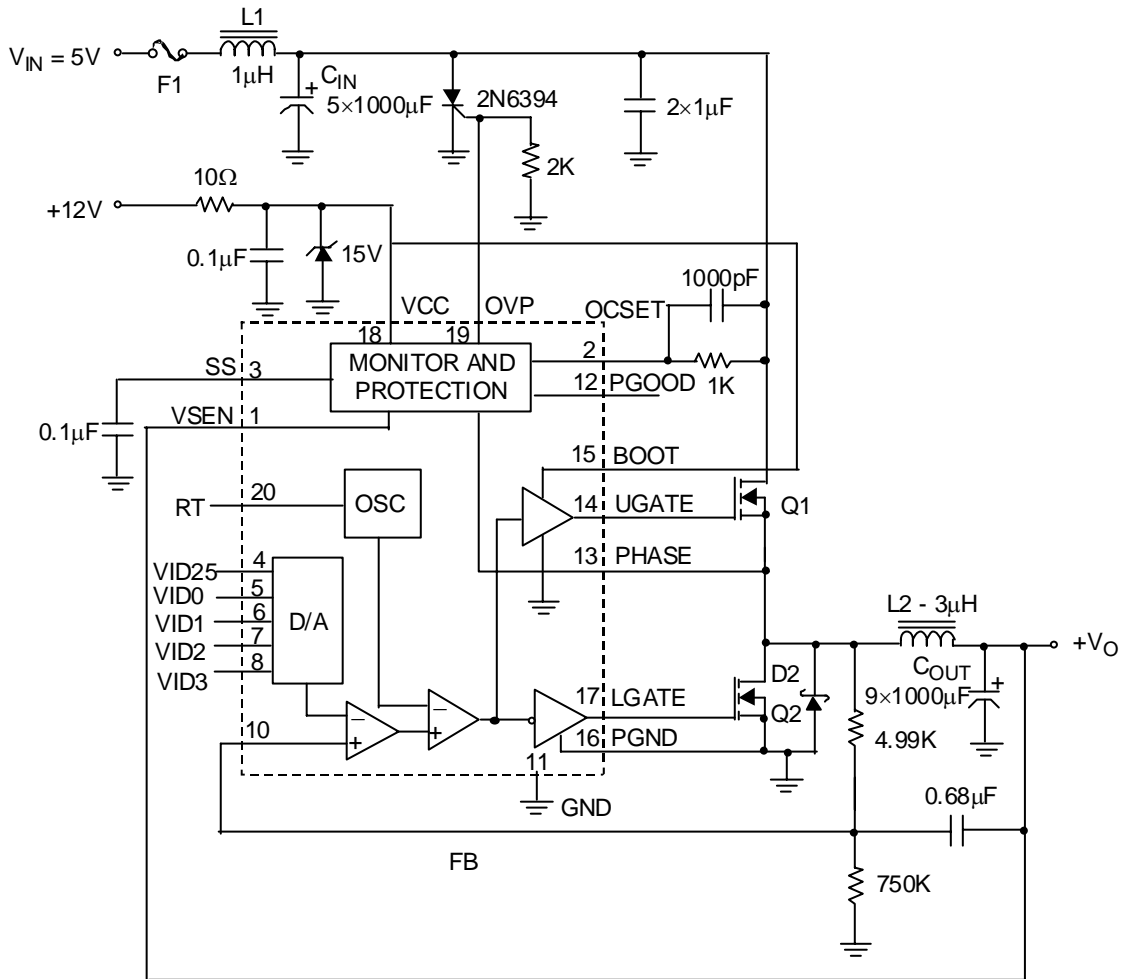 L1
V_IN = 5V
F1
1μH
C_IN
+
5×1000μF
2N6394
2×1μF
2K
10Ω
+12V
0.1μF
15V
1000pF
VCC
OVP
OCSET
18
19
MONITOR AND
PROTECTION
2
1K
SS
3
12
PGOOD
VSEN
1
0.1μF
15
BOOT
20
RT
OSC
14
UGATE
Q1
13
PHASE
VID25
4
VID0
5
VID1
6
VID2
7
VID3
8
D/A
L2 - 3μH
+V_O
C_OUT
+
9×1000μF
D2
17
LGATE
Q2
16
PGND
4.99K
10
−
+
−
+
11
GND
0.68μF
FB
750K